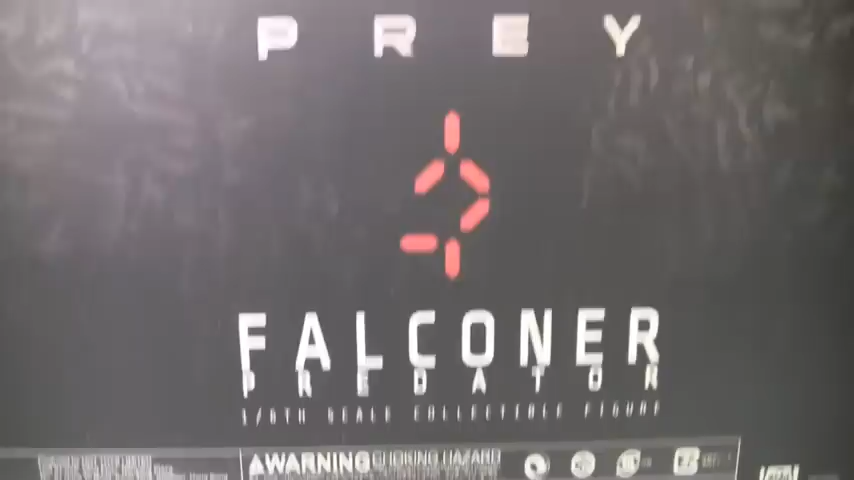 PREY
FALCONER
PREDATOR
1/6TH SCALE COLLECTIBLE FIGURE
WARNING CHOKING HAZARD